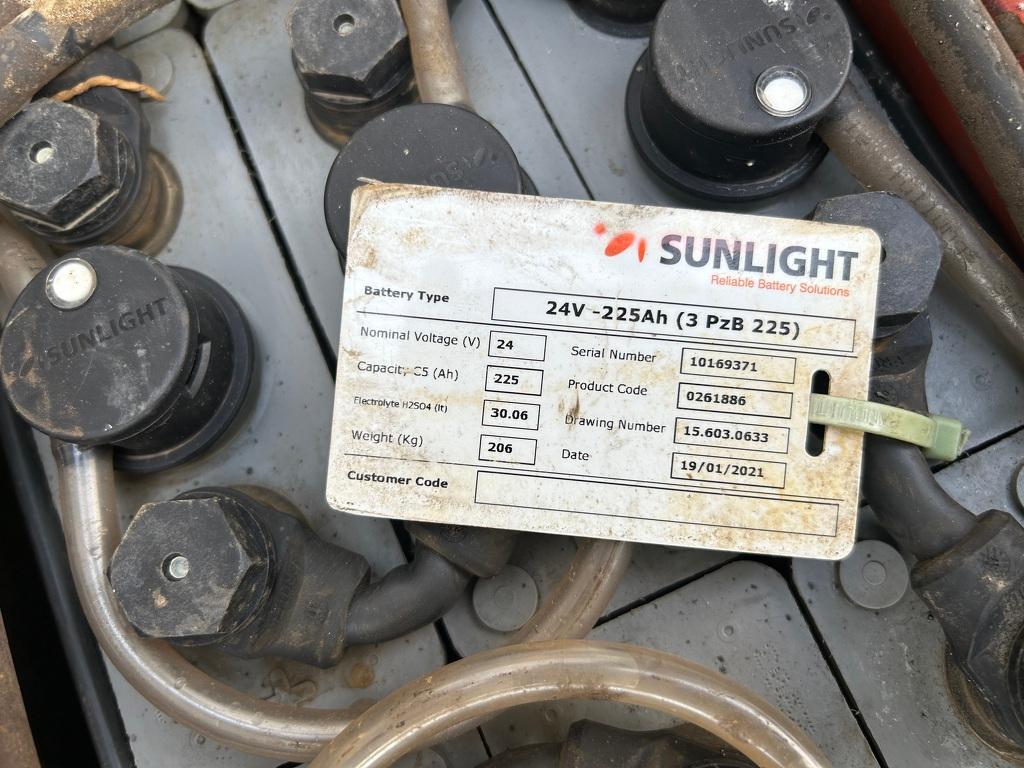 SUNLIGHT
SUNLIGHT
SUNLIGHT
Reliable Battery Solutions
Battery Type 24V -225Ah (3 PzB 225)
Nominal Voltage (V) 24 Serial Number 10169371
Capacity C5 (Ah) 225 Product Code 0261886
Electrolyte H2SO4 (lt) 30.06 Drawing Number 15.603.0633
Weight (Kg) 206 Date 19/01/2021
Customer Code